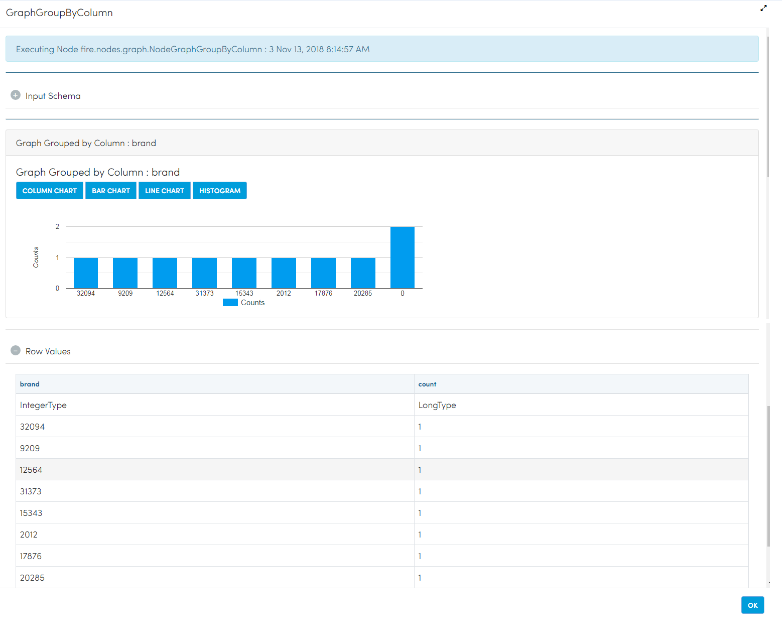 GraphGroupByColumn
Executing Node fire.nodes.graph.NodeGraphGroupByColumn : 3 Nov 13, 2018 6:14:57 AM
Input Schema
Graph Grouped by Column : brand
Graph Grouped by Column : brand
COLUMN CHART BAR CHART LINE CHART HISTOGRAM
2
1
0
Counts
32094 9209 12564 31373 15343 2012 17876 20285 0
Counts
Row Values
brand count
IntegerType LongType
32094 1
9209 1
12564 1
31373 1
15343 1
2012 1
17876 1
20285 1
OK